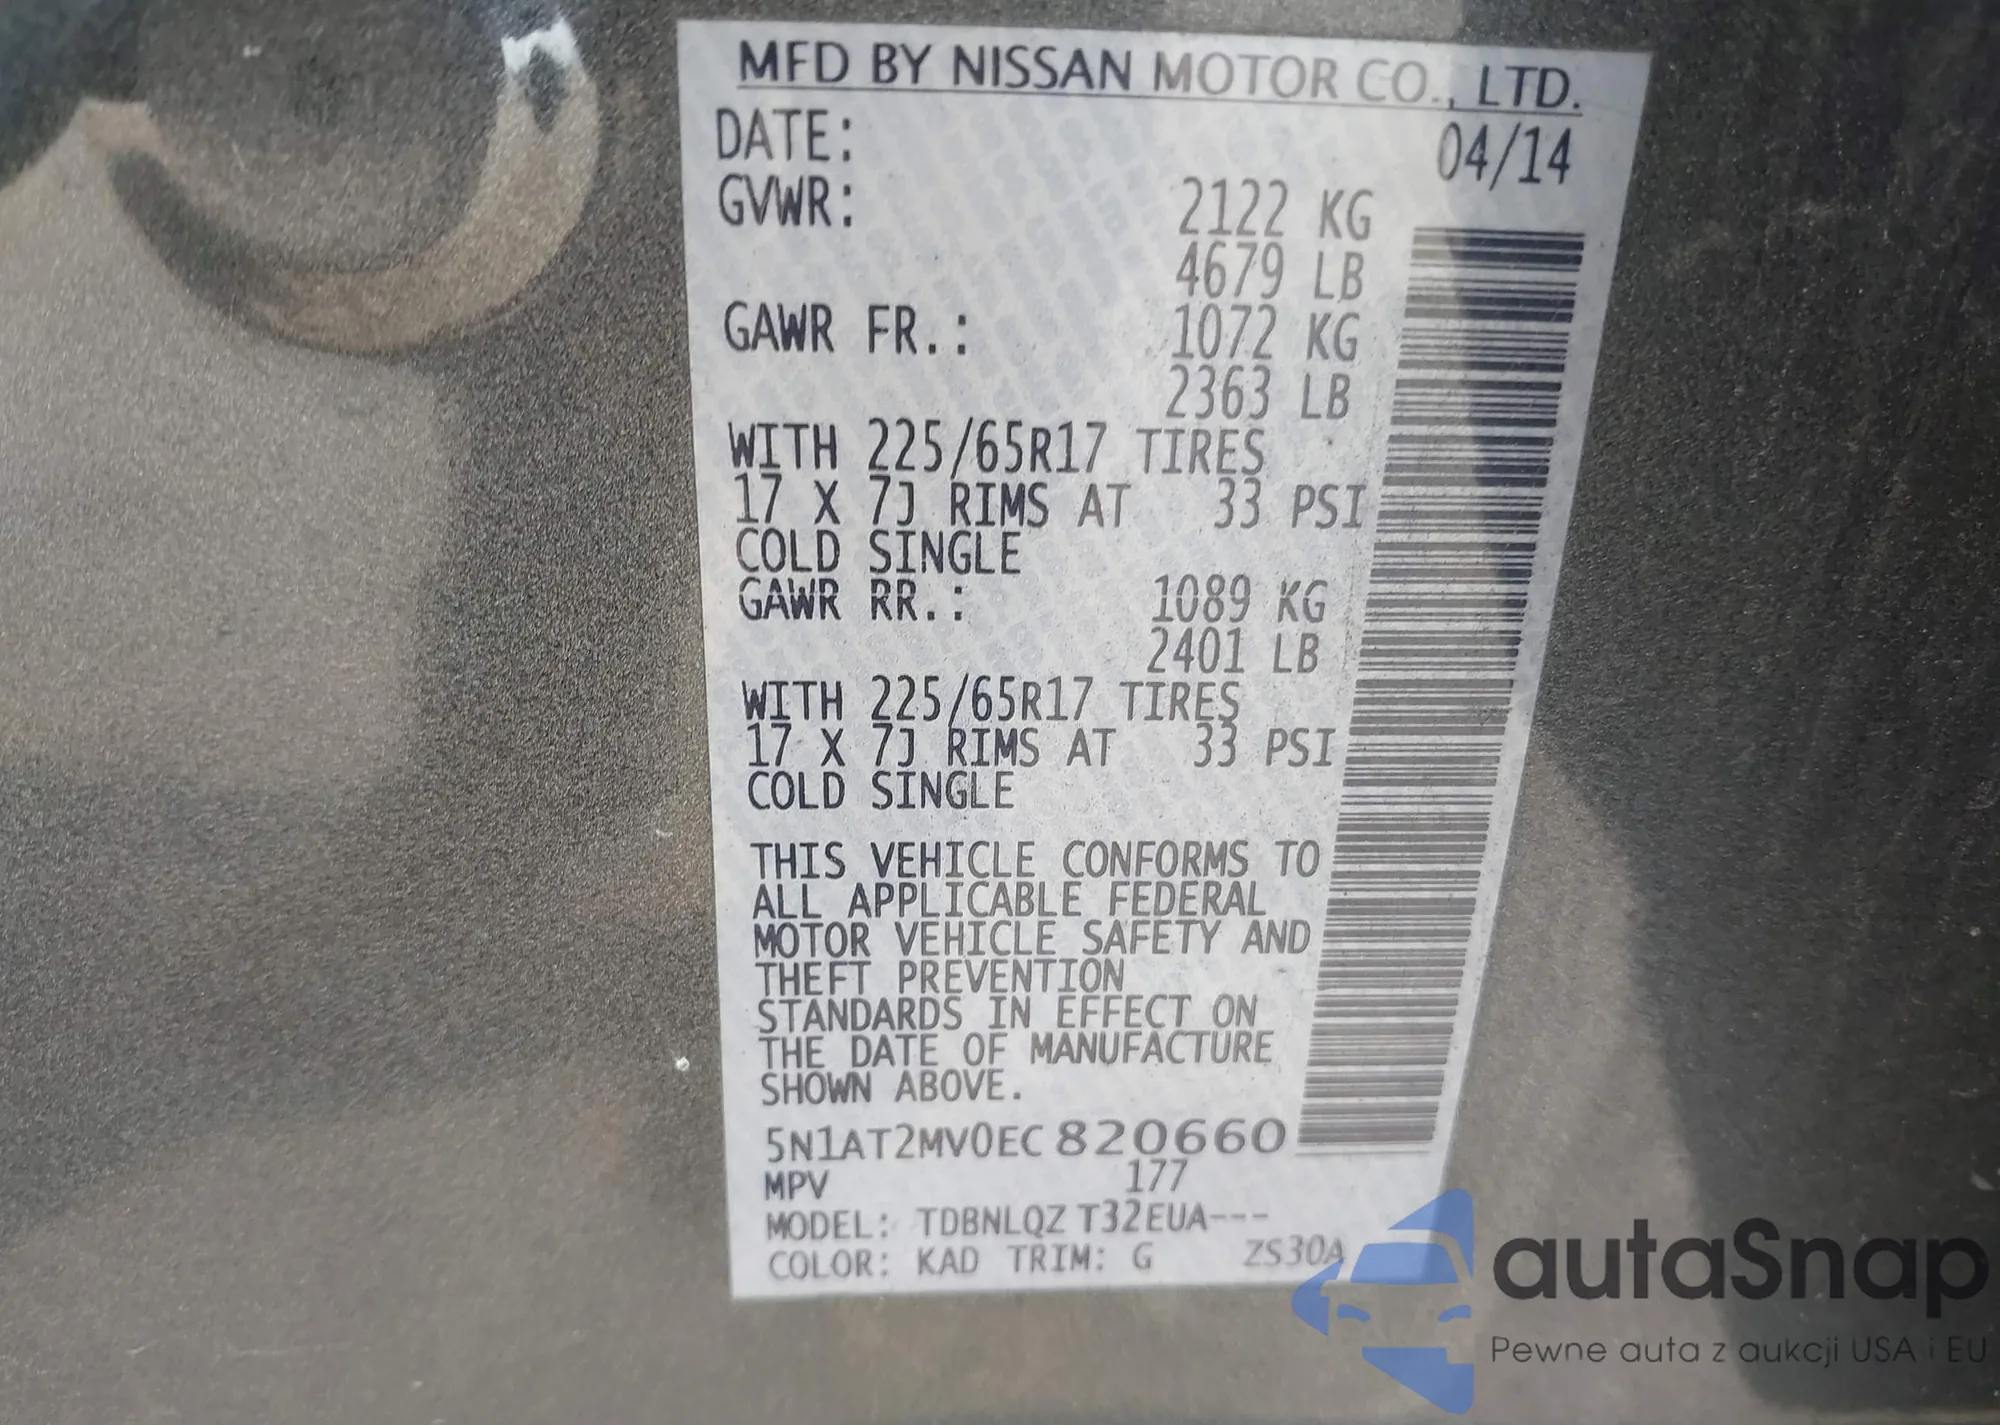 MFD BY NISSAN MOTOR CO., LTD.
DATE: 04/14
GVWR: 2122 KG
4679 LB
GAWR FR.: 1072 KG
2363 LB
WITH 225/65R17 TIRES
17 X 7J RIMS AT 33 PSI
COLD SINGLE
GAWR RR.: 1089 KG
2401 LB
WITH 225/65R17 TIRES
17 X 7J RIMS AT 33 PSI
COLD SINGLE
THIS VEHICLE CONFORMS TO
ALL APPLICABLE FEDERAL
MOTOR VEHICLE SAFETY AND
THEFT PREVENTION
STANDARDS IN EFFECT ON
THE DATE OF MANUFACTURE
SHOWN ABOVE.
5N1AT2MV0EC820660
MPV 177
MODEL: TDBNLQZ T32EUA---
COLOR: KAD TRIM: G ZS30A
autaSnap
Pewne auta z aukcji USA i EU